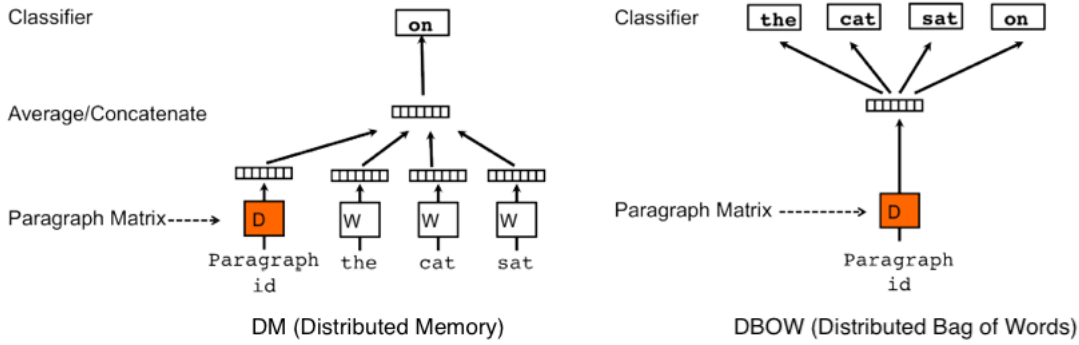 Classifier
on
Average/Concatenate
Paragraph Matrix
D
W
W
W
Paragraph
id
the
cat
sat
DM (Distributed Memory)
Classifier
the
cat
sat
on
Paragraph Matrix
D
Paragraph
id
DBOW (Distributed Bag of Words)